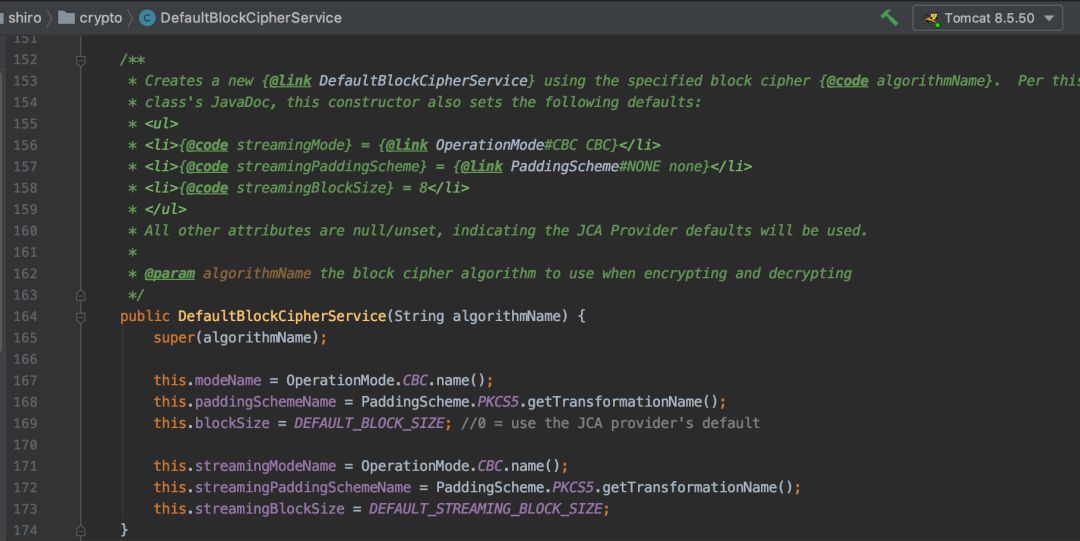 shiro › crypto › DefaultBlockCipherService Tomcat 8.5.50
151
152 /**
153 * Creates a new {@link DefaultBlockCipherService} using the specified block cipher {@code algorithmName}.  Per this
154 * class's JavaDoc, this constructor also sets the following defaults:
155 * <ul>
156 * <li>{@code streamingMode} = {@link OperationMode#CBC CBC}</li>
157 * <li>{@code streamingPaddingScheme} = {@link PaddingScheme#NONE none}</li>
158 * <li>{@code streamingBlockSize} = 8</li>
159 * </ul>
160 * All other attributes are null/unset, indicating the JCA Provider defaults will be used.
161 *
162 * @param algorithmName the block cipher algorithm to use when encrypting and decrypting
163 */
164 public DefaultBlockCipherService(String algorithmName) {
165 super(algorithmName);
166
167 this.modeName = OperationMode.CBC.name();
168 this.paddingSchemeName = PaddingScheme.PKCS5.getTransformationName();
169 this.blockSize = DEFAULT_BLOCK_SIZE; //0 = use the JCA provider's default
170
171 this.streamingModeName = OperationMode.CBC.name();
172 this.streamingPaddingSchemeName = PaddingScheme.PKCS5.getTransformationName();
173 this.streamingBlockSize = DEFAULT_STREAMING_BLOCK_SIZE;
174 }